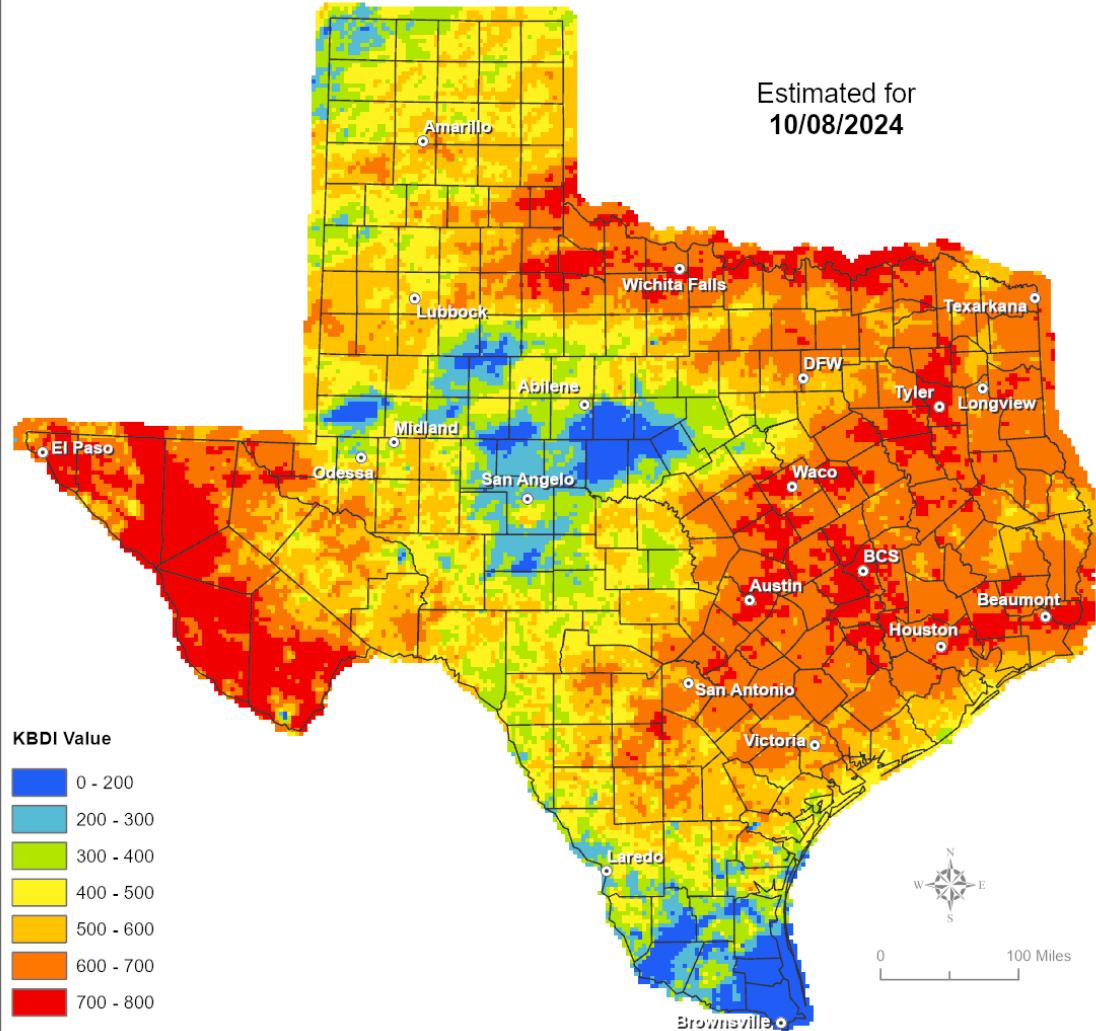 Estimated for
10/08/2024
Amarillo
Wichita Falls
Lubbock
Texarkana
DFW
Abilene
Tyler
Longview
Midland
El Paso
Odessa
San Angelo
Waco
BCS
Austin
Beaumont
Houston
San Antonio
Victoria
Laredo
Brownsville
KBDI Value
0 - 200
200 - 300
300 - 400
400 - 500
500 - 600
600 - 700
700 - 800
N
W E
S
0 100 Miles